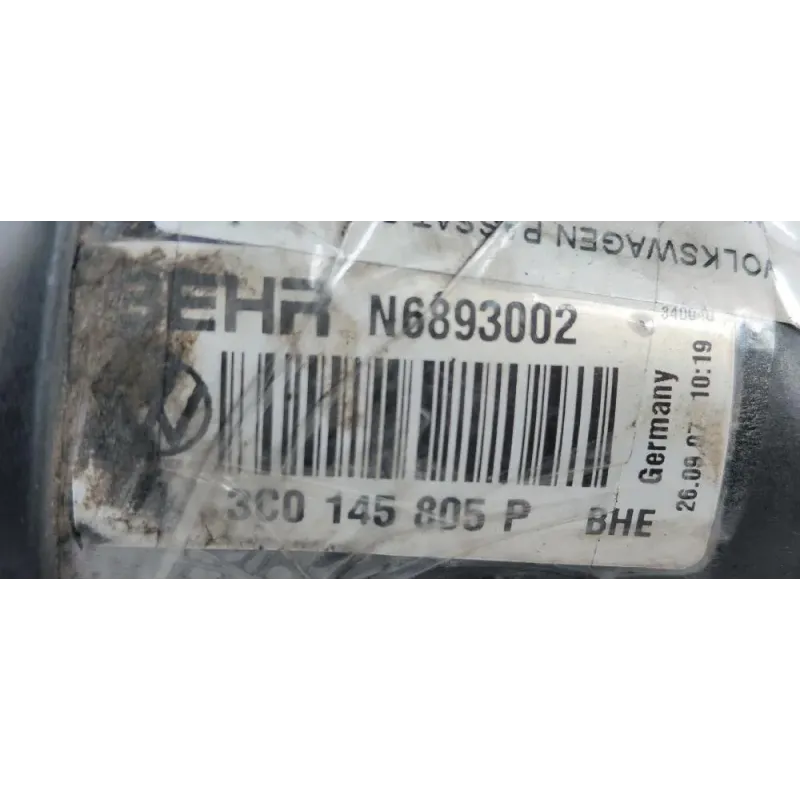 VOLKSWAGEN PASSAT
BEHR N6893002
3C0 145 805 P BHE
Germany
26.09.07 10:19